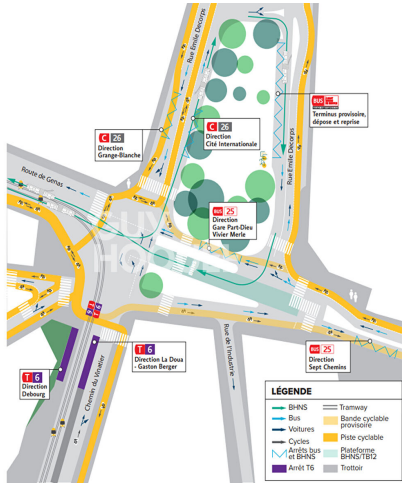 Rue Emile Decorps
BUS
Terminus provisoire,
dépose et reprise
C 26
Direction
Grange-Blanche
C 26
Direction
Cité Internationale
Rue Emile Decorps
Route de Genas
BUS 25
Direction
Gare Part-Dieu
Vivier Merle
T 6
T 6
Direction La Doua
- Gaston Berger
T 6
Direction
Debourg
Chemin du Vinatier
Rue de l'Industrie
BUS 25
Direction
Sept Chemins
LÉGENDE
BHNS
Bus
Voitures
Cycles
Arrêts bus
et BHNS
Arrêt T6
Tramway
Bande cyclable
provisoire
Piste cyclable
Plateforme
BHNS/TB12
Trottoir